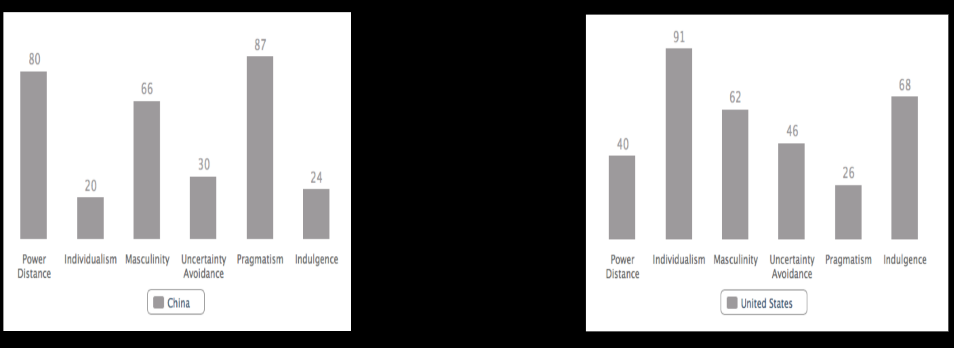 80
20
66
30
87
24
Power Distance
Individualism
Masculinity
Uncertainty Avoidance
Pragmatism
Indulgence
China
40
91
62
46
26
68
Power Distance
Individualism
Masculinity
Uncertainty Avoidance
Pragmatism
Indulgence
United States